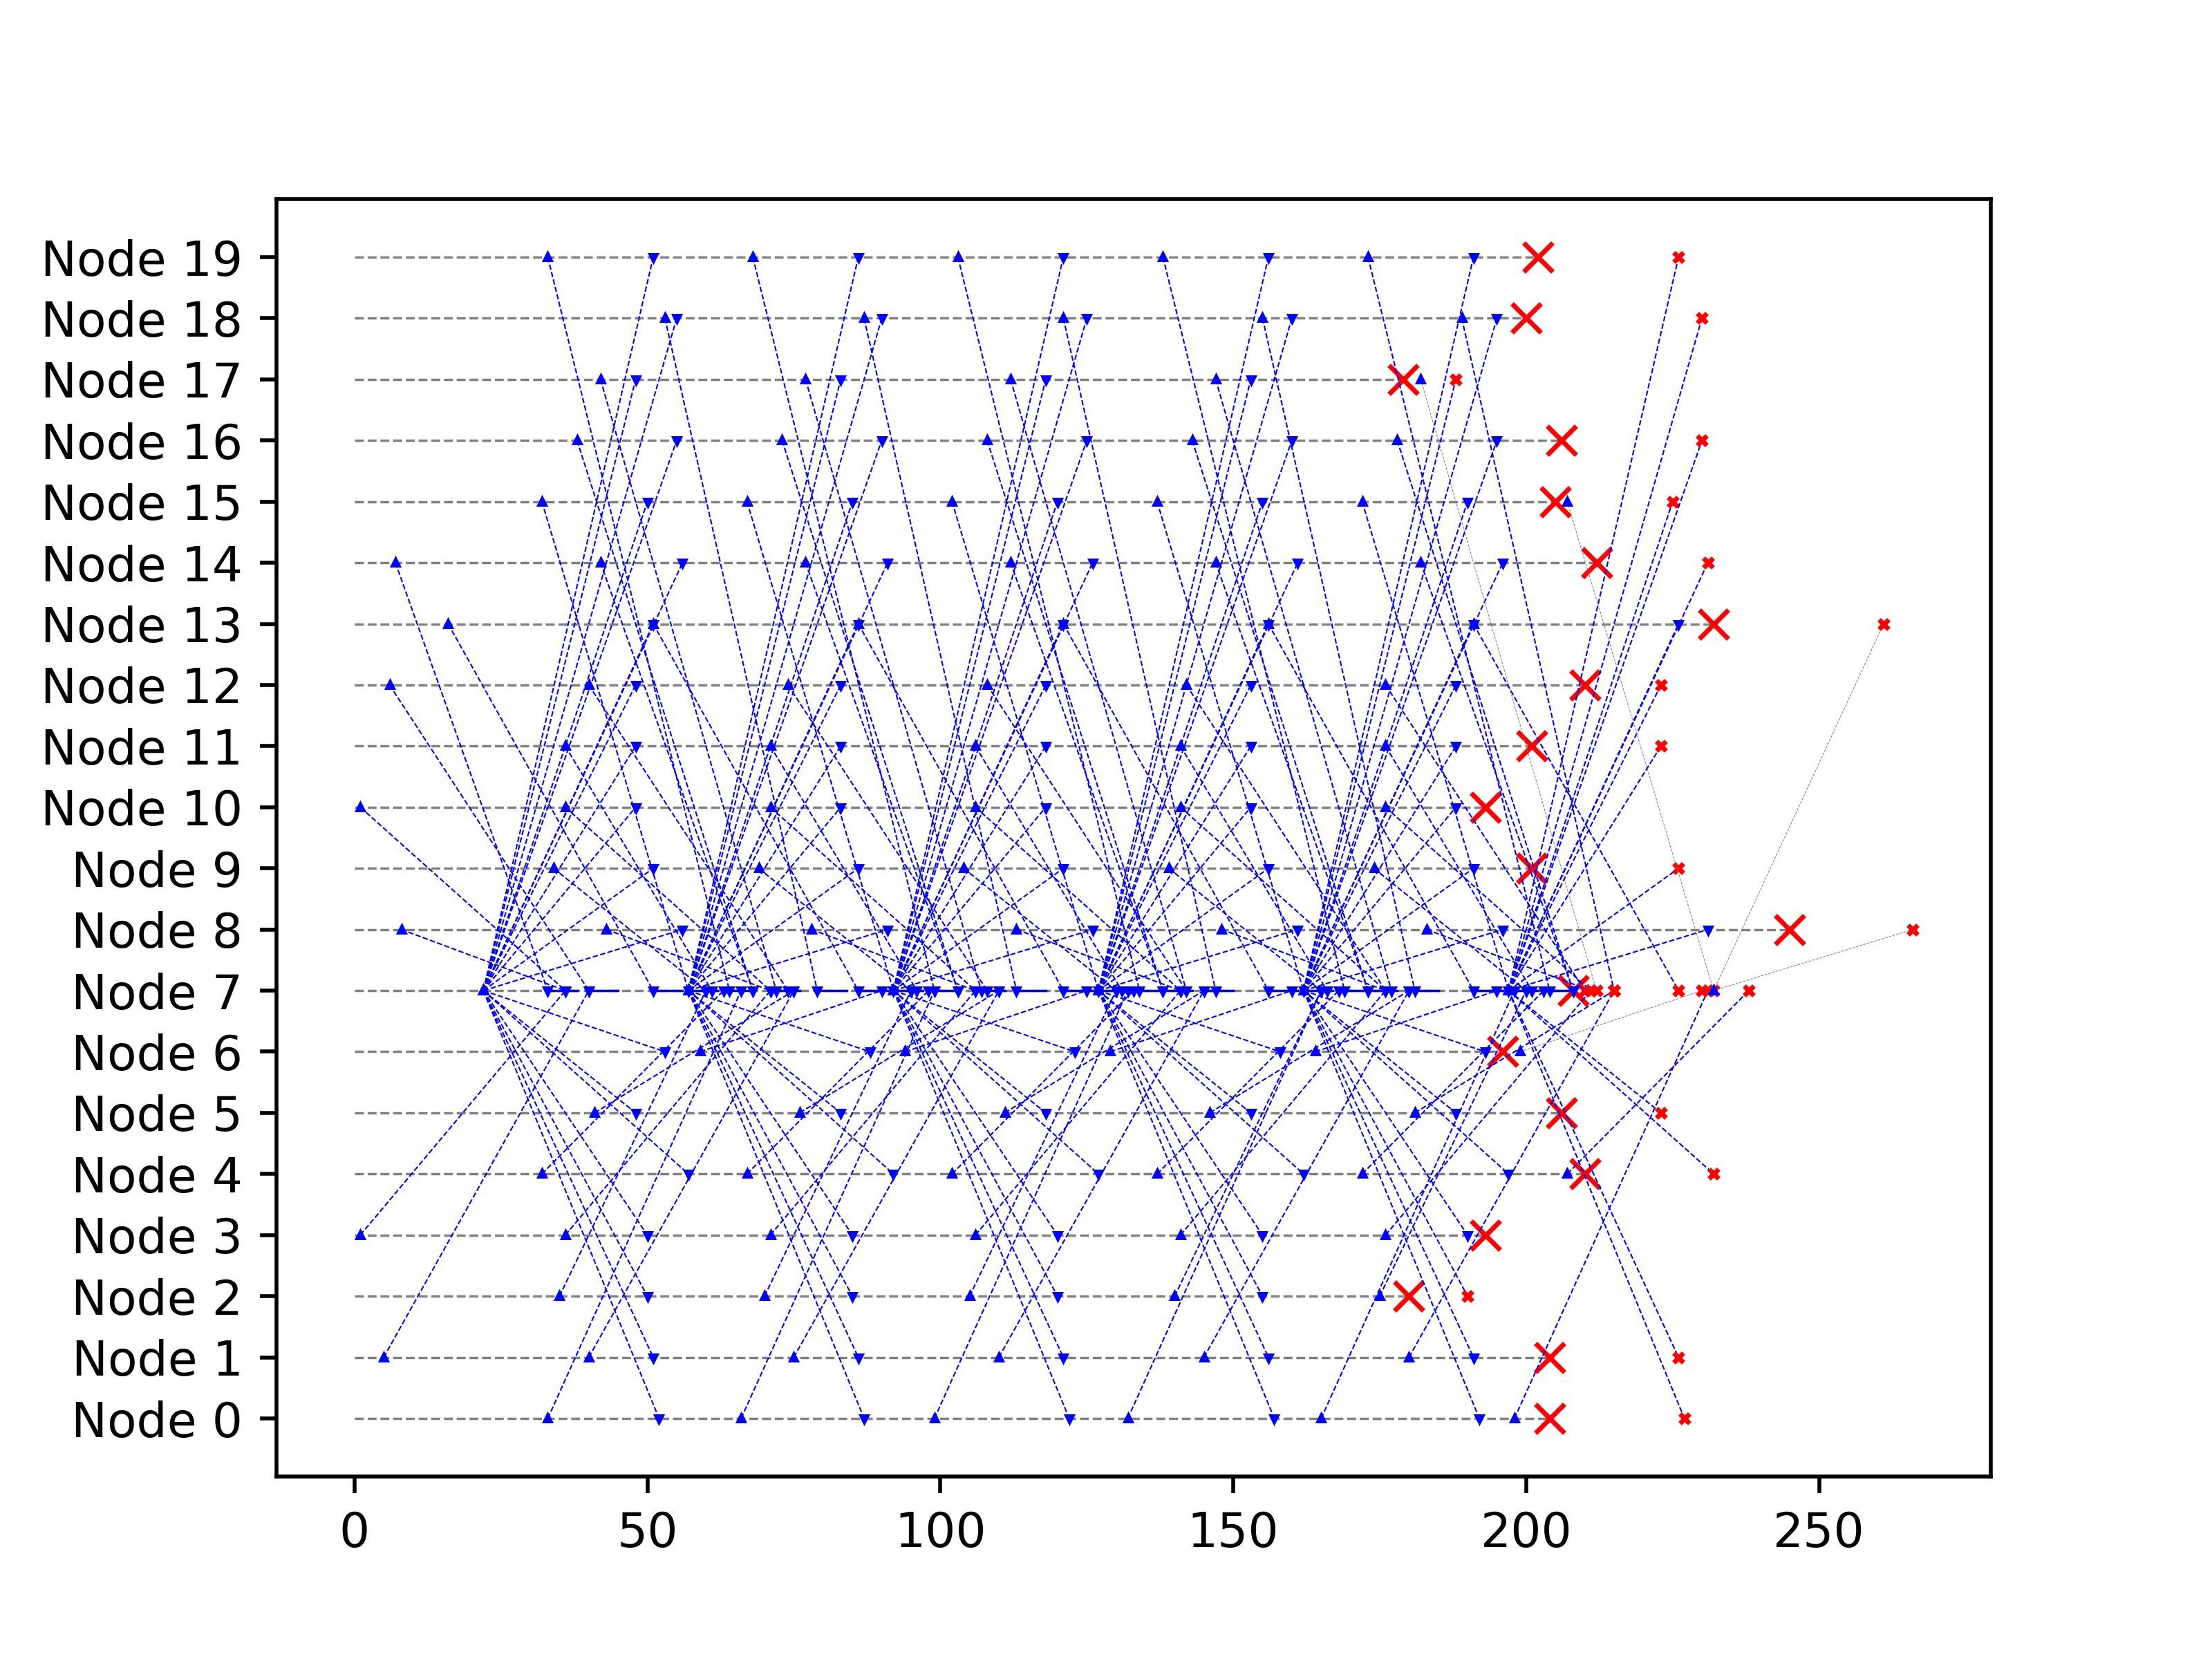 Node 19
Node 18
Node 17
Node 16
Node 15
Node 14
Node 13
Node 12
Node 11
Node 10
Node 9
Node 8
Node 7
Node 6
Node 5
Node 4
Node 3
Node 2
Node 1
Node 0
0 50 100 150 200 250